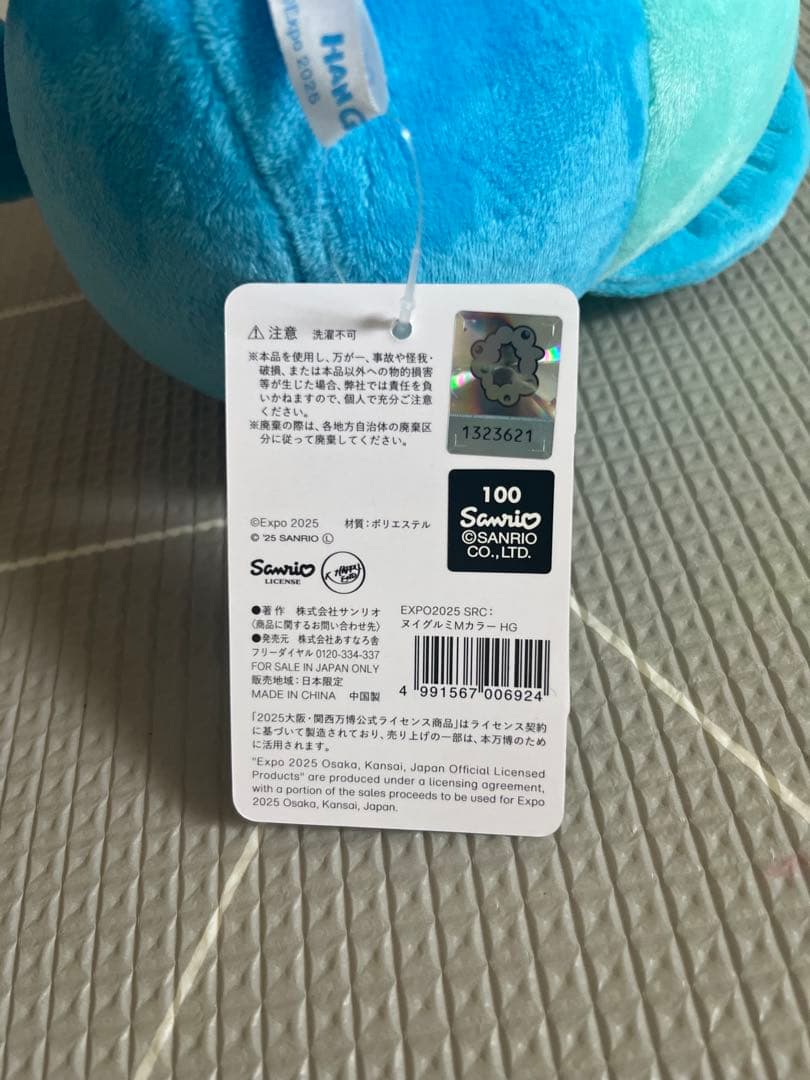 HANG
Expo 2025
⚠注意 洗濯不可
※本品を使用し、万が一、事故や怪我・
破損、または本品以外への物的損害
等が生じた場合、弊社では責任を負
いかねますので、個人で充分ご注意
ください。
※廃棄の際は、各地方自治体の廃棄区
分に従って廃棄してください。
1323621
100
Sanrio
©SANRIO
CO.,LTD.
©Expo 2025 材質:ポリエステル
© '25 SANRIO Ⓛ
Sanrio
LICENSE
HAPPY
●著作 株式会社サンリオ
(商品に関するお問い合わせ先)
●発売元 株式会社あすなろ舎
フリーダイヤル 0120-334-337
FOR SALE IN JAPAN ONLY
販売地域:日本限定
MADE IN CHINA 中国製
EXPO2025 SRC:
ヌイグルミMカラー HG
4 991567 006924
「2025大阪・関西万博公式ライセンス商品」はライセンス契約
に基づいて製造されており、売り上げの一部は、本万博のため
に活用されます。
"Expo 2025 Osaka, Kansai, Japan Official Licensed
Products" are produced under a licensing agreement,
with a portion of the sales proceeds to be used for Expo
2025 Osaka, Kansai, Japan.